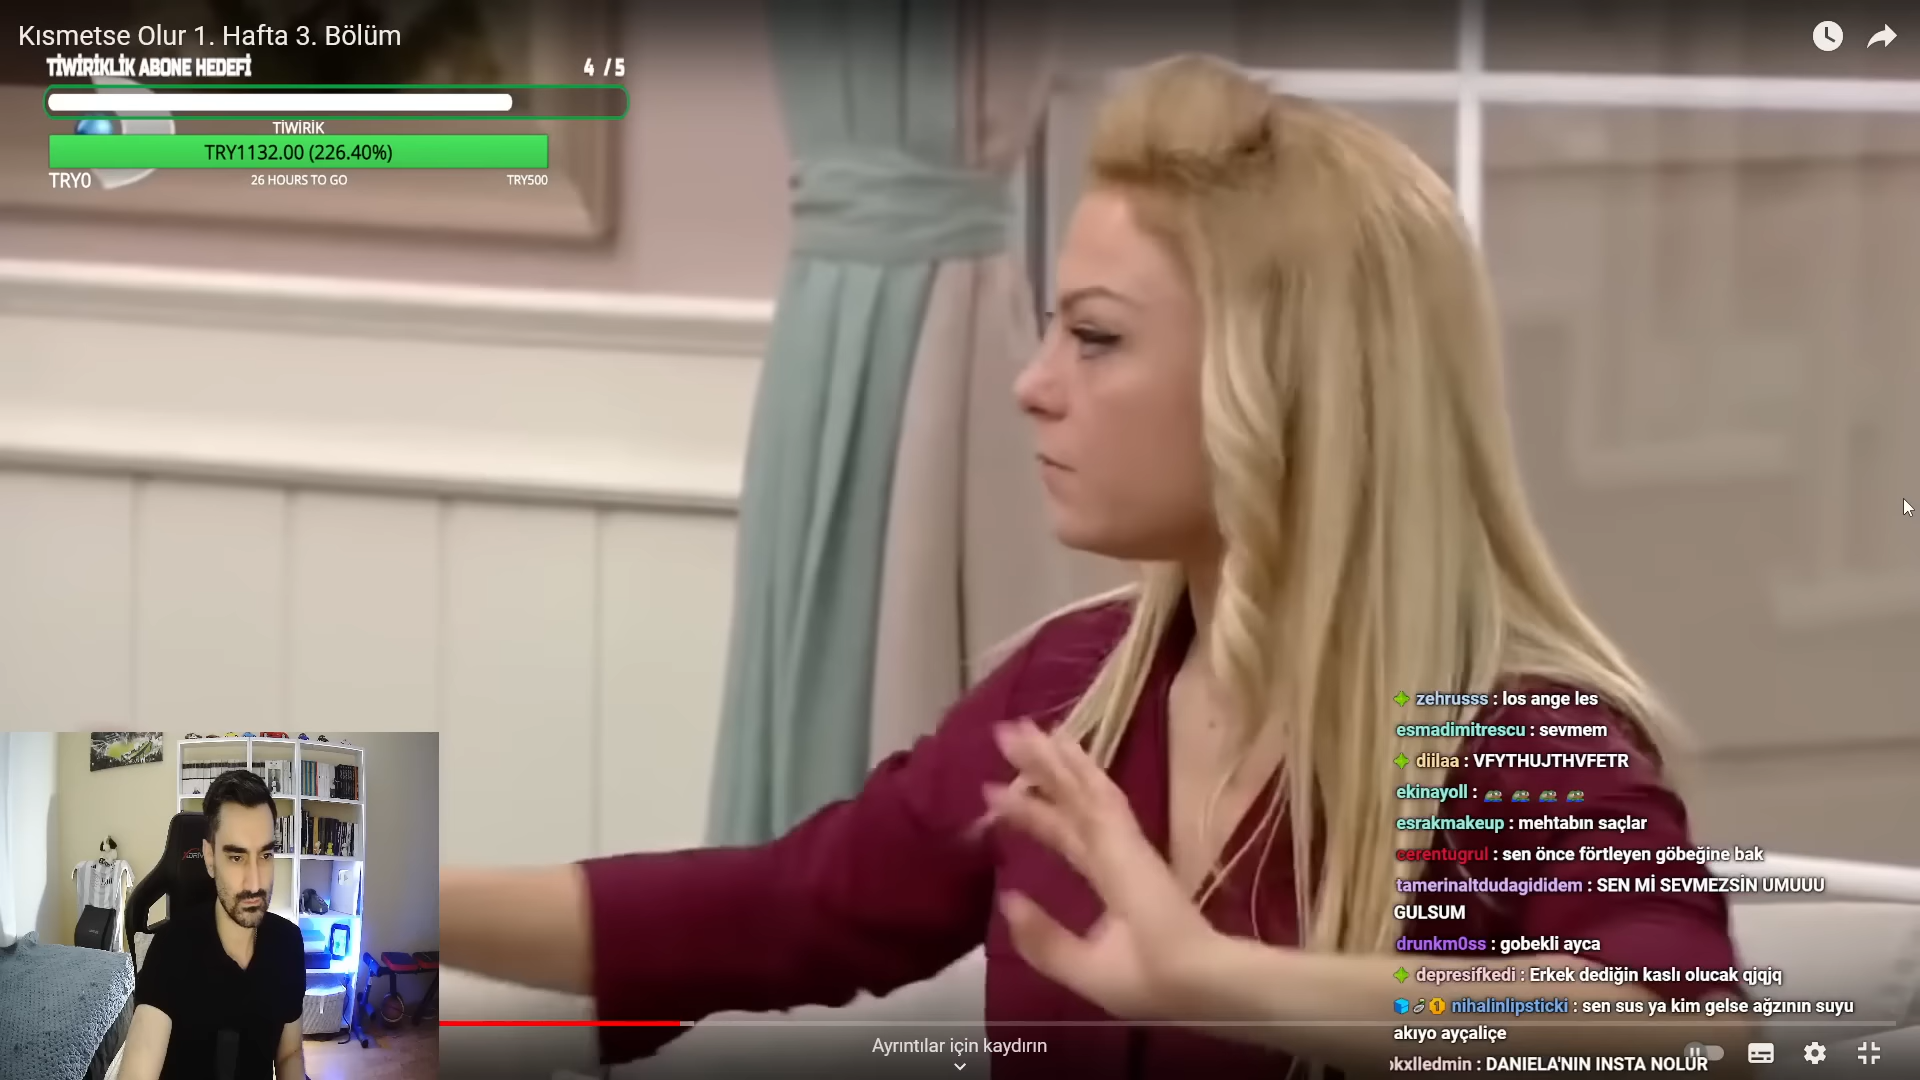 Kısmetse Olur 1. Hafta 3. Bölüm
TİWİRİKLİK ABONE HEDEFİ 4 / 5
TİWİRİK
TRY1132.00 (226.40%)
TRY0 26 HOURS TO GO TRY500
zehrusss : los ange les
esmadimitrescu : sevmem
diilaa : VFYTHUJTHVFETR
ekinayoll :
esrakmakeup : mehtabın saçlar
cerentugrul : sen önce förtleyen göbeğine bak
tamerinaltdudagididem : SEN Mİ SEVMEZSİN UMUUU
GULSUM
drunkm0ss : gobekli ayca
depresifkedi : Erkek dediğin kaslı olucak qjqjq
nihalinlipsticki : sen sus ya kim gelse ağzının suyu
akıyo ayçaliçe
kxlledmin : DANIELA'NIN INSTA NOLUR
Ayrıntılar için kaydırın